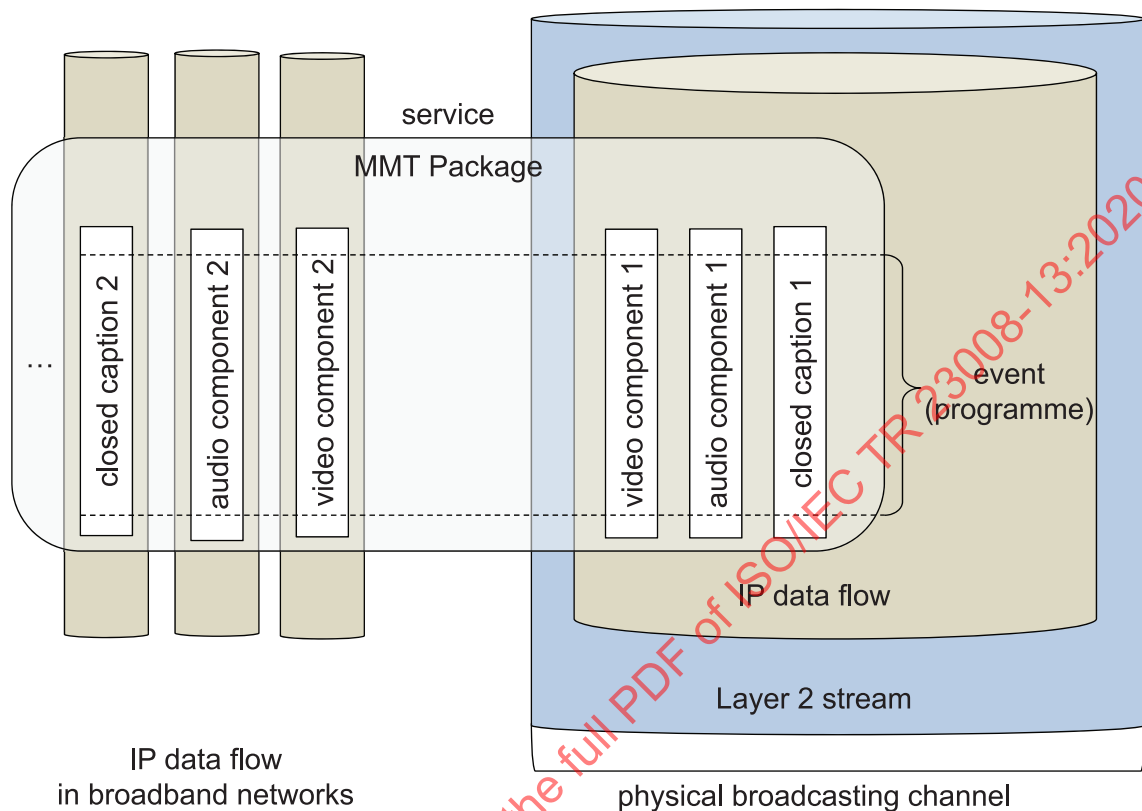 service
MMT Package
closed caption 2
audio component 2
video component 2
video component 1
audio component 1
closed caption 1
...
event
(programme)
IP data flow
Layer 2 stream
IP data flow
in broadband networks
physical broadcasting channel
the full PDF of ISO/IEC TR 23008-13:2020